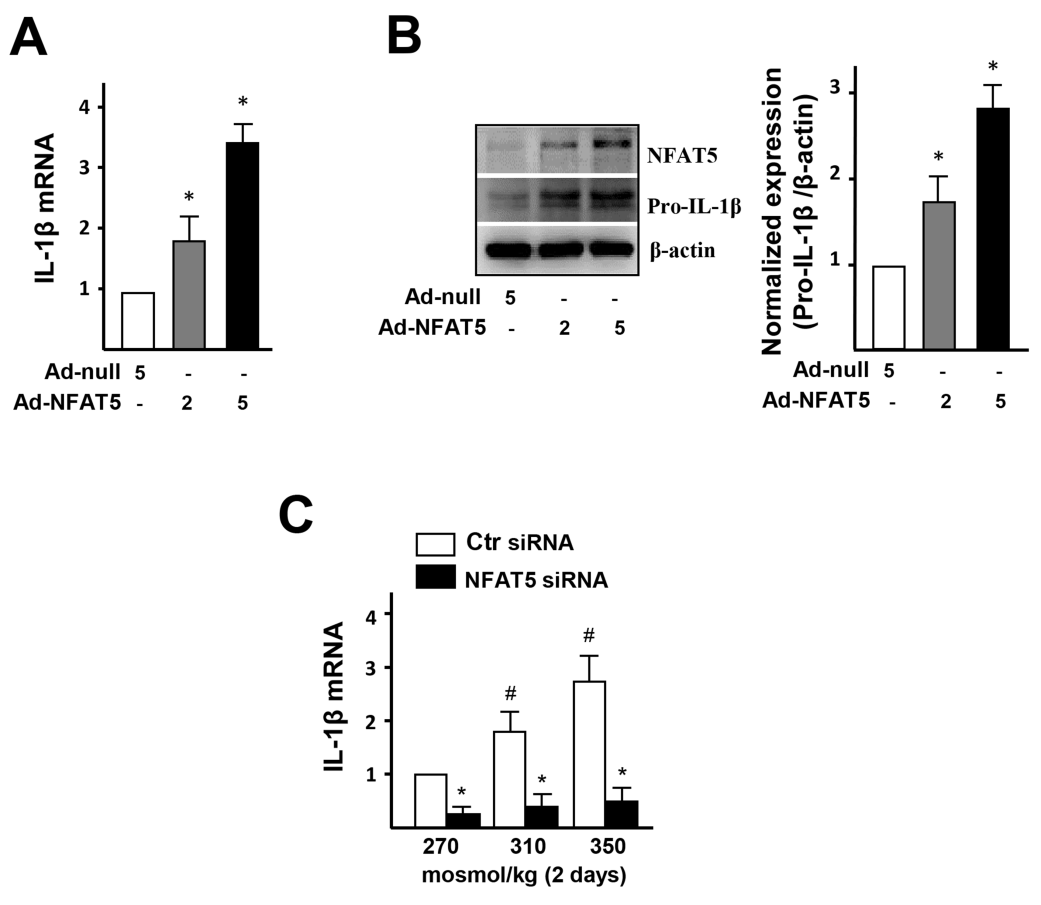 A
IL-1β mRNA
4
3
2
1
*
*
Ad-null 5 - -
Ad-NFAT5 - 2 5
B
NFAT5
Pro-IL-1β
β-actin
Ad-null 5 - -
Ad-NFAT5 - 2 5
Normalized expression
(Pro-IL-1β /β-actin)
3
2
1
*
*
Ad-null 5 - -
Ad-NFAT5 - 2 5
C
Ctr siRNA
NFAT5 siRNA
IL-1β mRNA
4
3
2
1
*
#
*
#
*
270 310 350
mosmol/kg (2 days)